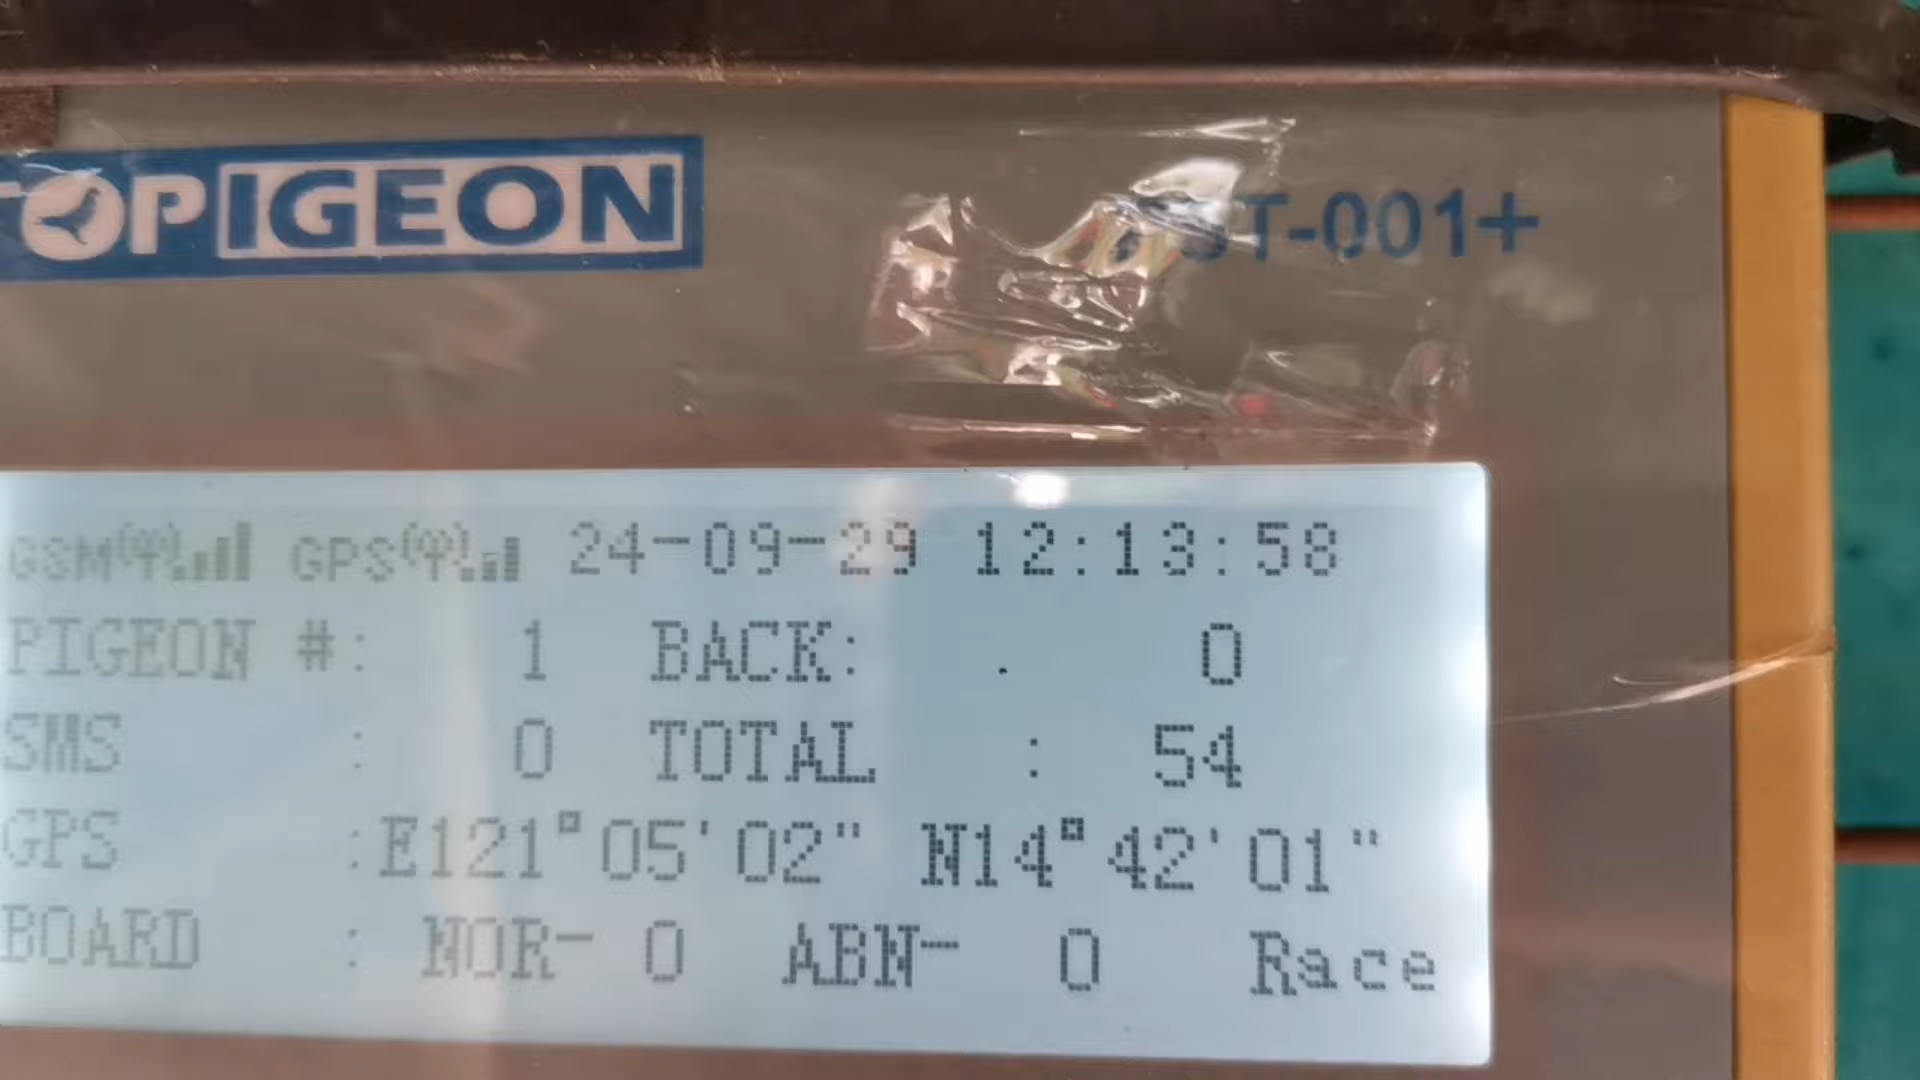 TOPIGEON
ST-001+
GSM GPS 24-09-29 12:13:58
PIGEON #: 1 BACK: 0
SMS : 0 TOTAL : 54
GPS :E121°05'02" N14°42'01"
BOARD : NOR- 0 ABN- 0 Race